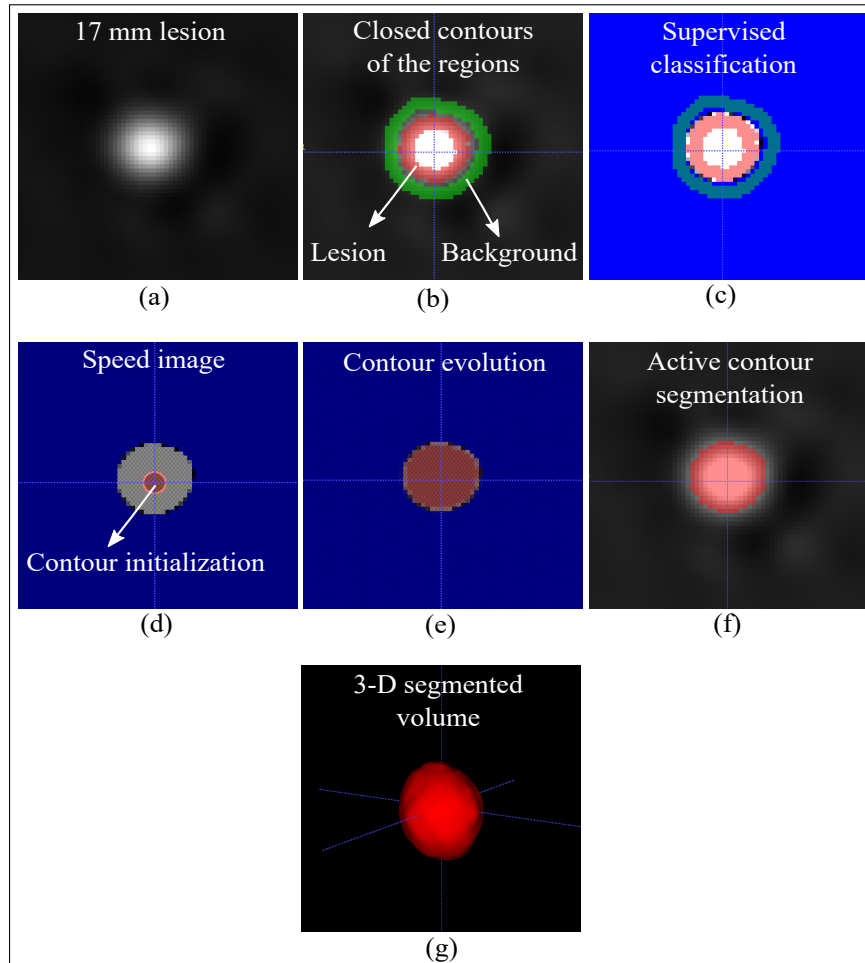 17 mm lesion
Closed contours
of the regions
Supervised
classification
Lesion
Background
(a)
(b)
(c)
Speed image
Contour evolution
Active contour
segmentation
Contour initialization
(d)
(e)
(f)
3-D segmented
volume
(g)